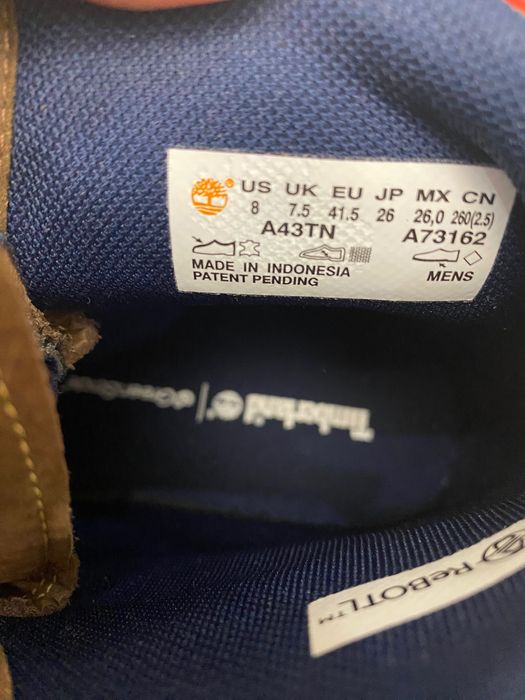 US UK EU JP MX CN
8 7.5 41.5 26 26,0 260(2.5)
A43TN A73162
MADE IN INDONESIA
PATENT PENDING
MENS
Timberland
ReBOTL™